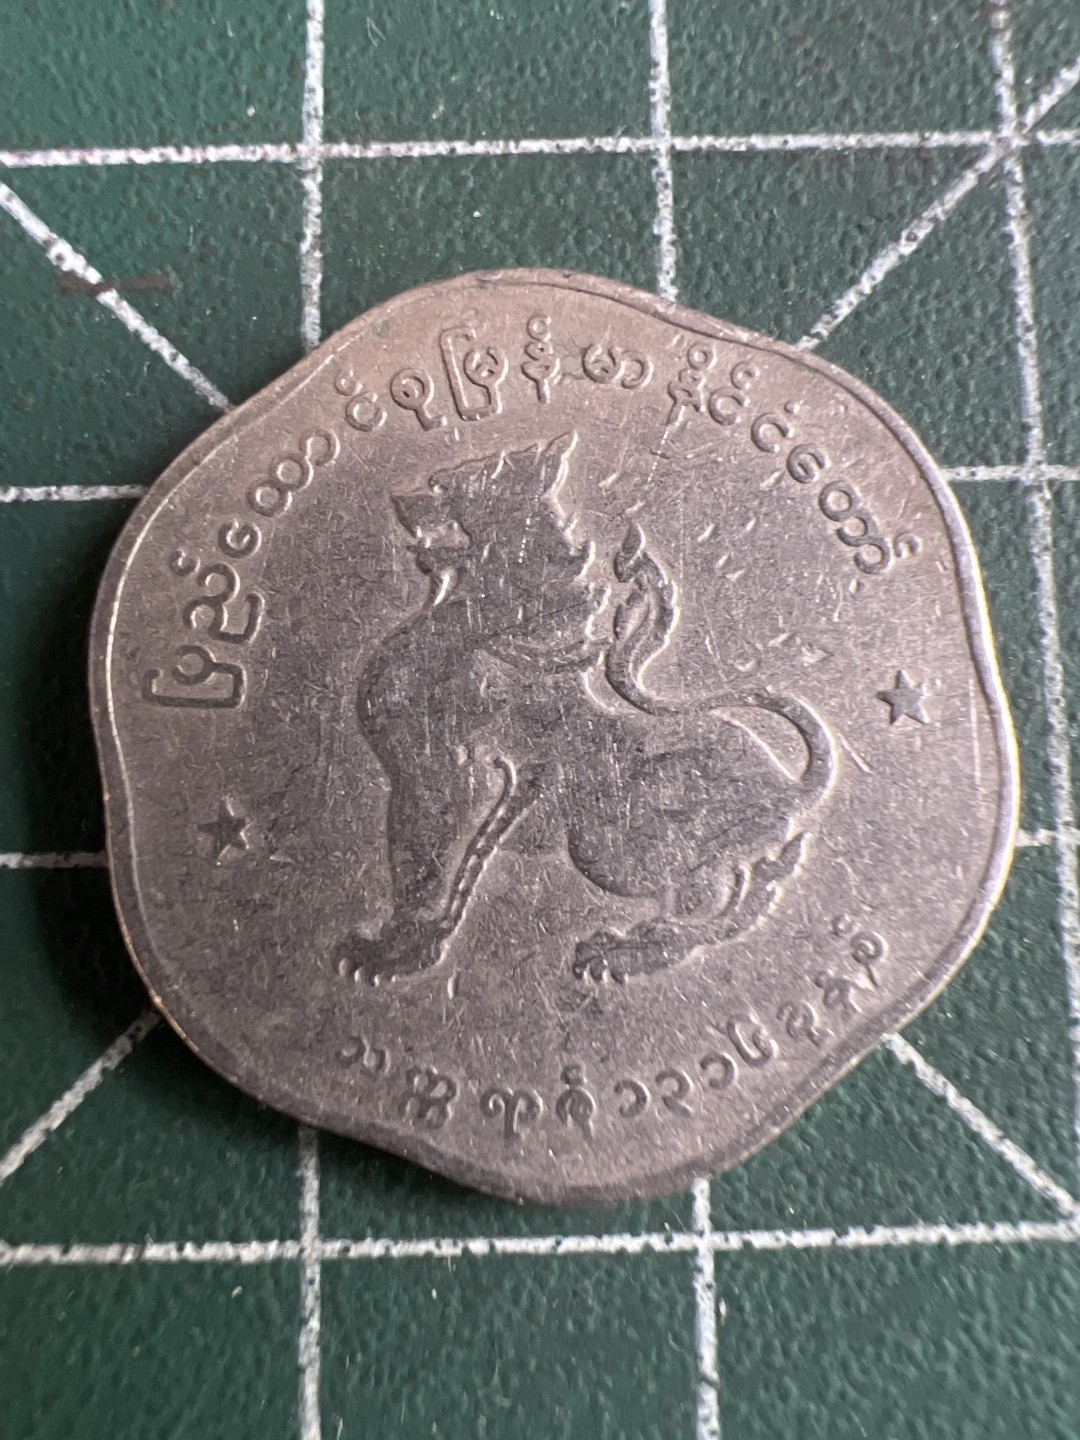 ပြည်ထောင်စုမြန်မာနိုင်ငံတော်
သက္ကရာဇ်၁၃၁၄ခုနှစ်